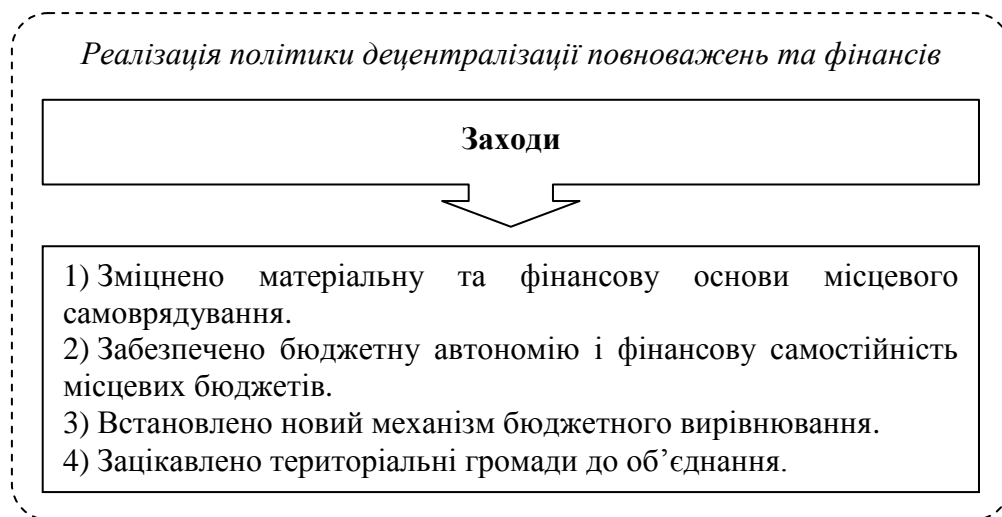 Реалізація політики децентралізації повноважень та фінансів
Заходи
1) Зміцнено матеріальну та фінансову основи місцевого
самоврядування.
2) Забезпечено бюджетну автономію і фінансову самостійність
місцевих бюджетів.
3) Встановлено новий механізм бюджетного вирівнювання.
4) Зацікавлено територіальні громади до об’єднання.